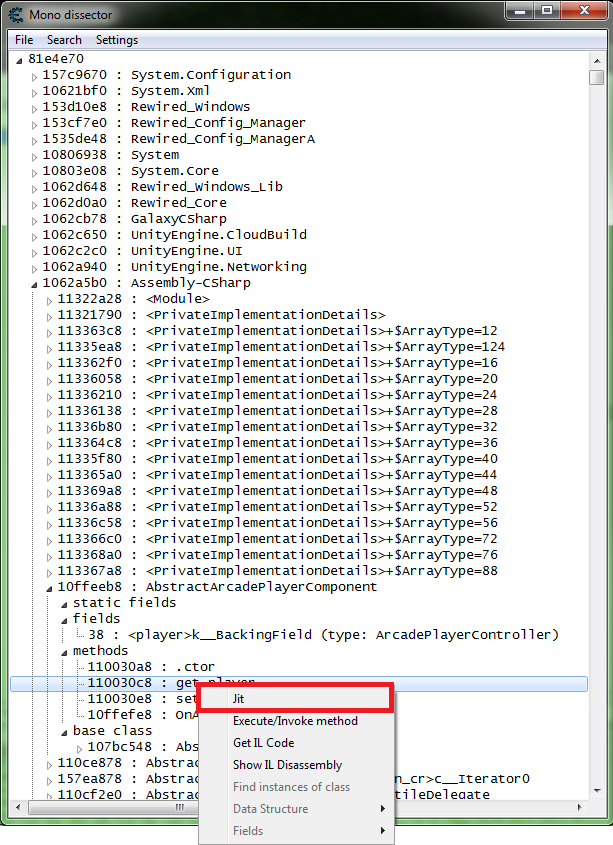 Mono dissector
File Search Settings
81e4e70
157c9670 : System.Configuration
10621bf0 : System.Xml
153d10e8 : Rewired_Windows
153cf7e0 : Rewired_Config_Manager
1535de48 : Rewired_Config_ManagerA
10806938 : System
10803e08 : System.Core
1062d648 : Rewired_Windows_Lib
1062d0a0 : Rewired_Core
1062cb78 : GalaxyCSharp
1062c650 : UnityEngine.CloudBuild
1062c2c0 : UnityEngine.UI
1062a940 : UnityEngine.Networking
1062a5b0 : Assembly-CSharp
11322a28 : <Module>
11321790 : <PrivateImplementationDetails>
113363c8 : <PrivateImplementationDetails>+$ArrayType=12
11335ea8 : <PrivateImplementationDetails>+$ArrayType=124
113362f0 : <PrivateImplementationDetails>+$ArrayType=16
11336058 : <PrivateImplementationDetails>+$ArrayType=20
11336210 : <PrivateImplementationDetails>+$ArrayType=24
11336138 : <PrivateImplementationDetails>+$ArrayType=28
11336b80 : <PrivateImplementationDetails>+$ArrayType=32
113364c8 : <PrivateImplementationDetails>+$ArrayType=36
11335f80 : <PrivateImplementationDetails>+$ArrayType=40
113365a0 : <PrivateImplementationDetails>+$ArrayType=44
113369a8 : <PrivateImplementationDetails>+$ArrayType=48
11336a88 : <PrivateImplementationDetails>+$ArrayType=52
11336c58 : <PrivateImplementationDetails>+$ArrayType=56
113366c0 : <PrivateImplementationDetails>+$ArrayType=72
113368a0 : <PrivateImplementationDetails>+$ArrayType=76
113367a8 : <PrivateImplementationDetails>+$ArrayType=88
10ffeeb8 : AbstractArcadePlayerComponent
static fields
fields
38 : <player>k__BackingField (type: ArcadePlayerController)
methods
110030a8 : .ctor
110030c8 : get_player
110030e8 : set
Jit
10ffefe8 : OnA
Execute/Invoke method
base class
Get IL Code
107bc548 : Abs
Show IL Disassembly
110ce878 : Abstrac
157ea878 : Abstrac n_cr>c__Iterator0
Find instances of class
110cf2e0 : Abstrac tileDelegate
Data Structure
Fields